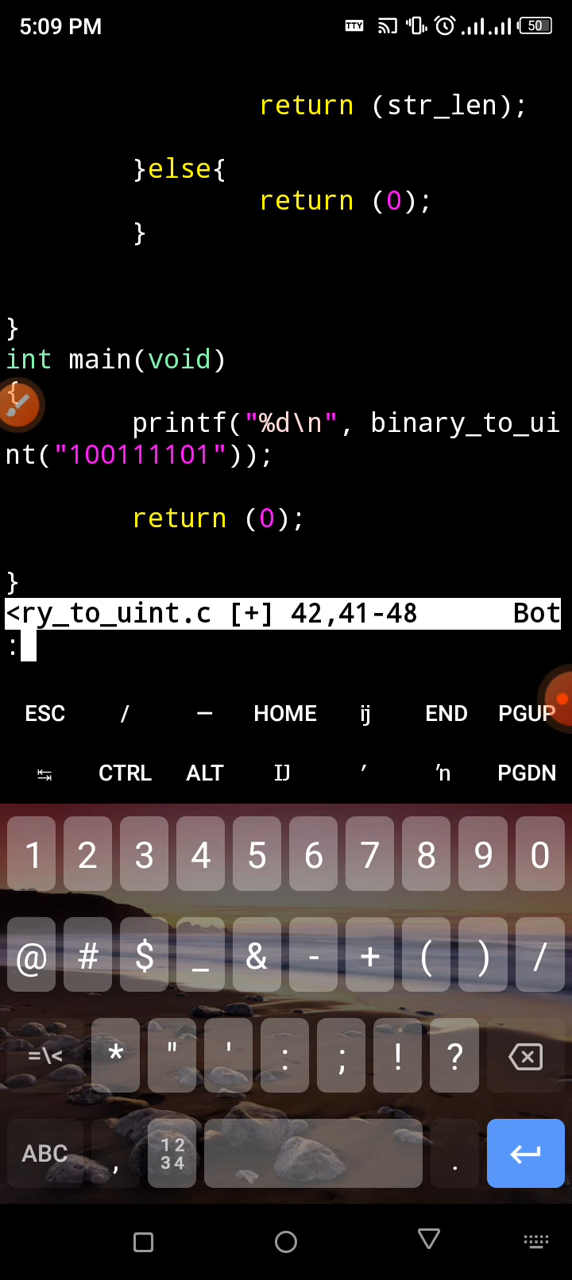 5:09 PM TTY 50
return (str_len);
}else{
return (0);
}
}
int main(void)
{
printf("%d\n", binary_to_ui
nt("100111101"));
return (0);
}
<ry_to_uint.c [+] 42,41-48 Bot
:
ESC / — HOME ĳ END PGUP
↹ CTRL ALT Ĳ ′ ŉ PGDN
1 2 3 4 5 6 7 8 9 0
@ # $ _ & - + ( ) /
=\< * " ' : ; ! ?
ABC , 12 34 .